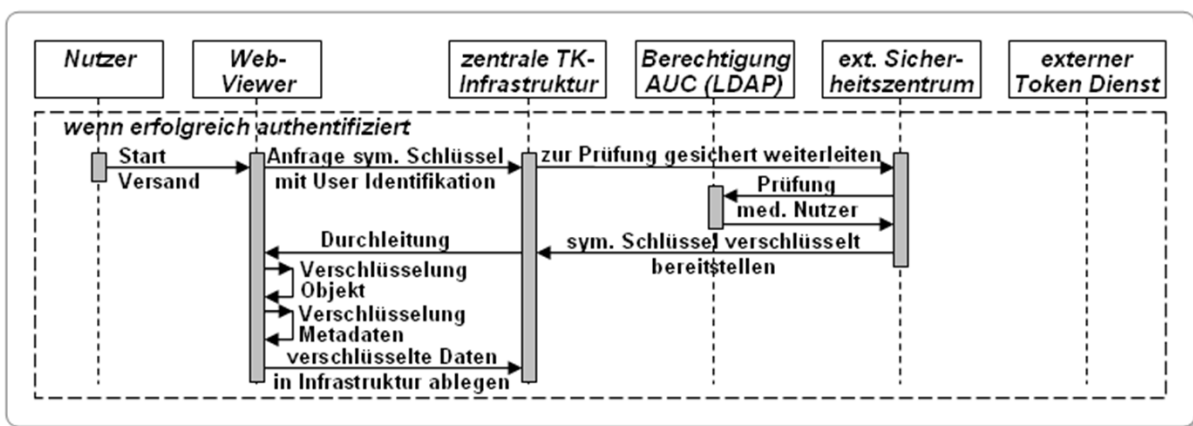 Nutzer
Web-
Viewer
zentrale TK-
Infrastruktur
Berechtigung
AUC (LDAP)
ext. Sicher-
heitszentrum
externer
Token Dienst
wenn erfolgreich authentifiziert
Start
Versand
Anfrage sym. Schlüssel
mit User Identifikation
zur Prüfung gesichert weiterleiten
Prüfung
med. Nutzer
Durchleitung
sym. Schlüssel verschlüsselt
bereitstellen
Verschlüsselung
Objekt
Verschlüsselung
Metadaten
verschlüsselte Daten
in Infrastruktur ablegen